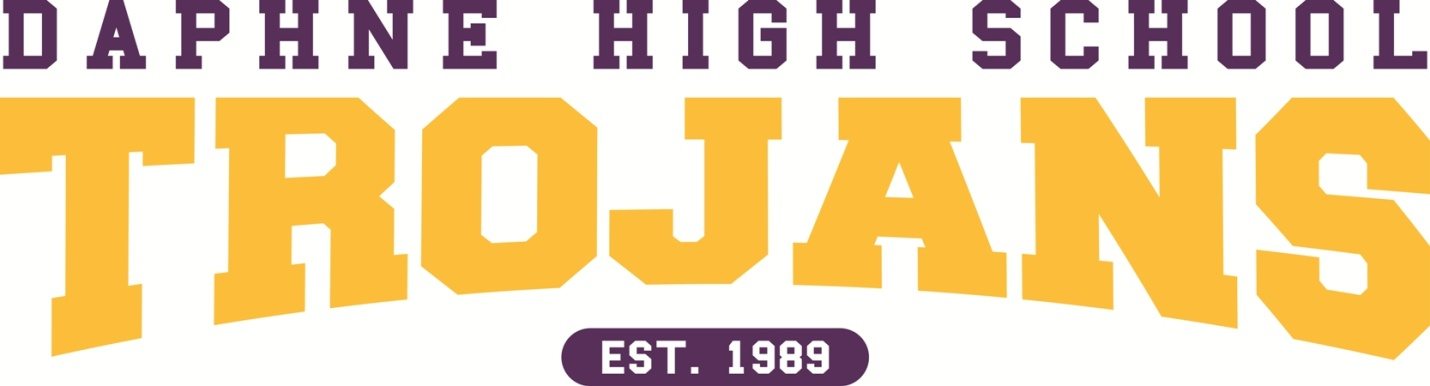 DAPHNE HIGH SCHOOL
TROJANS
EST. 1989